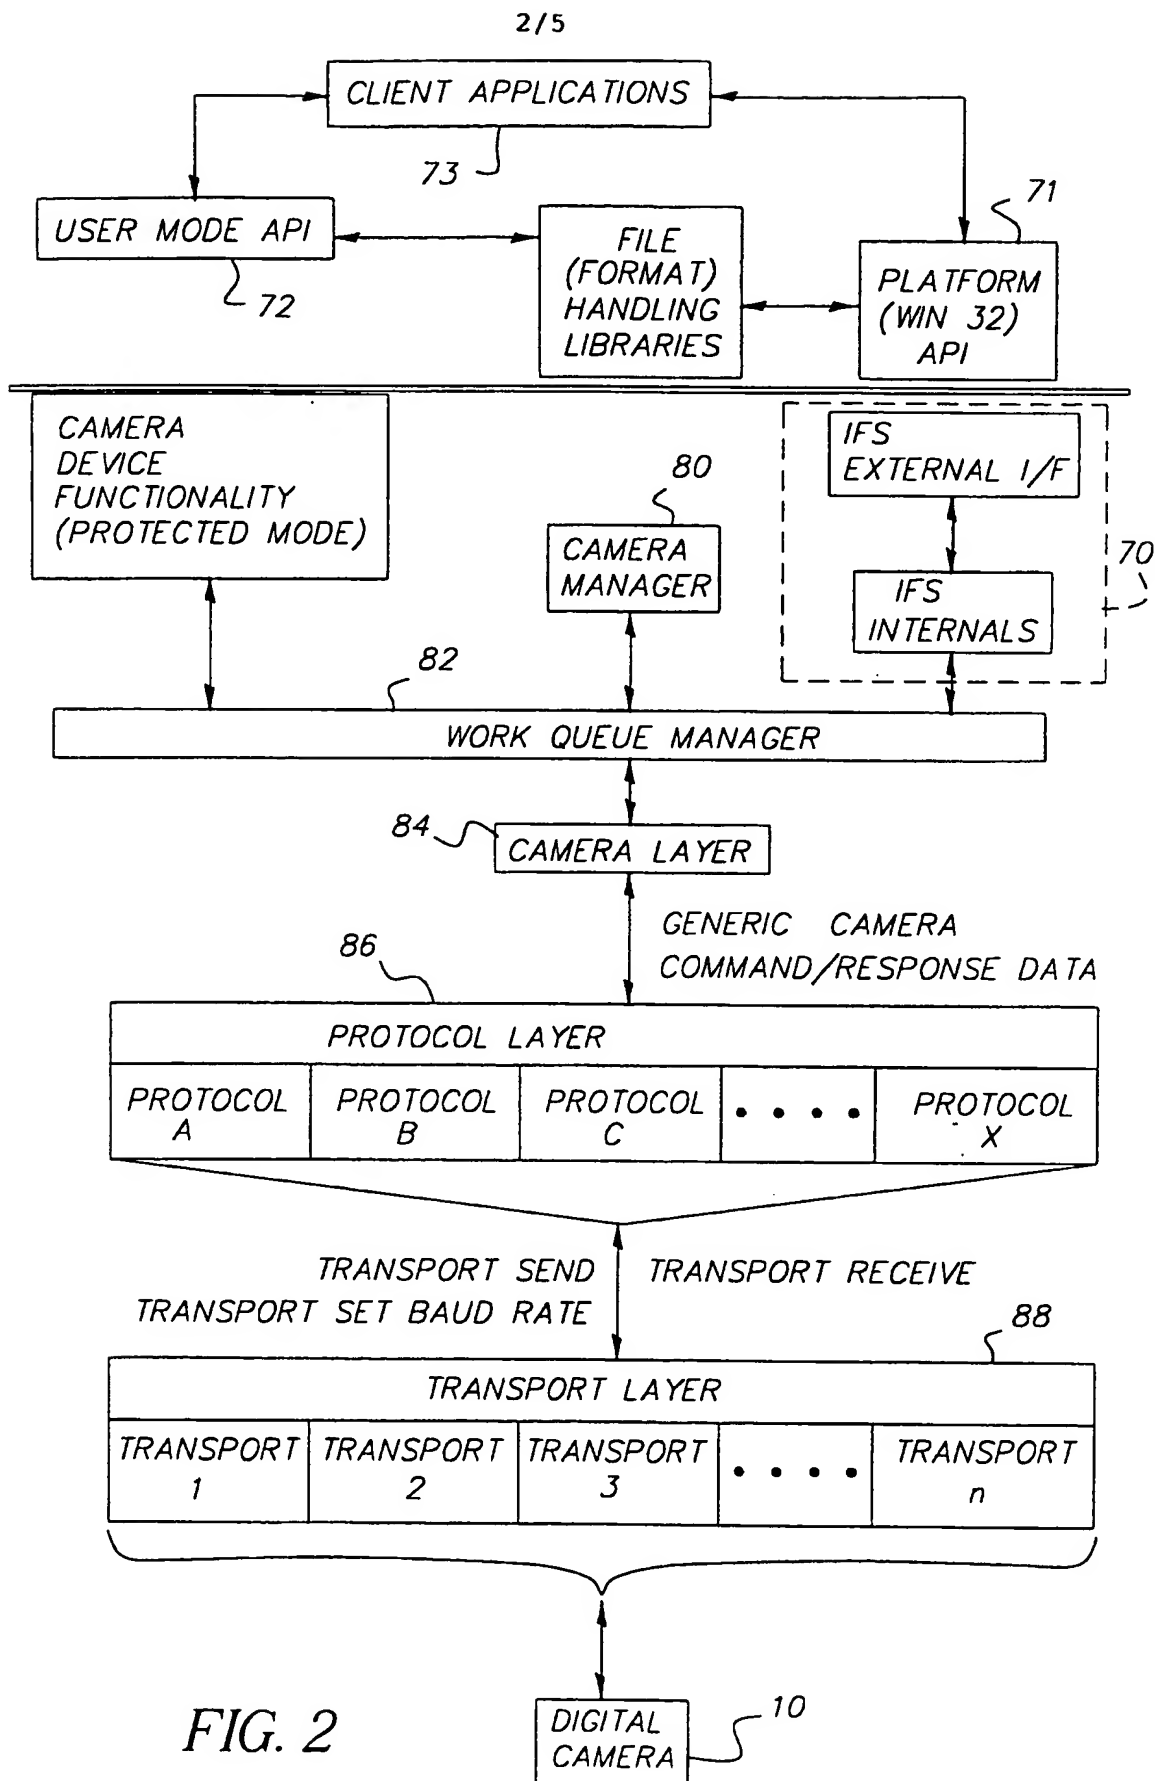 2/5
CLIENT APPLICATIONS
73
71
USER MODE API
72
FILE
(FORMAT)
HANDLING
LIBRARIES
PLATFORM
(WIN 32)
API
CAMERA
DEVICE
FUNCTIONALITY
(PROTECTED MODE)
80
CAMERA
MANAGER
IFS
EXTERNAL I/F
70
IFS
INTERNALS
82
WORK QUEUE MANAGER
84
CAMERA LAYER
GENERIC CAMERA
COMMAND/RESPONSE DATA
86
PROTOCOL LAYER
PROTOCOL
A
PROTOCOL
B
PROTOCOL
C
• • • •
PROTOCOL
X
TRANSPORT SEND
TRANSPORT SET BAUD RATE
TRANSPORT RECEIVE
88
TRANSPORT LAYER
TRANSPORT
1
TRANSPORT
2
TRANSPORT
3
• • • •
TRANSPORT
n
FIG. 2
DIGITAL
CAMERA
10